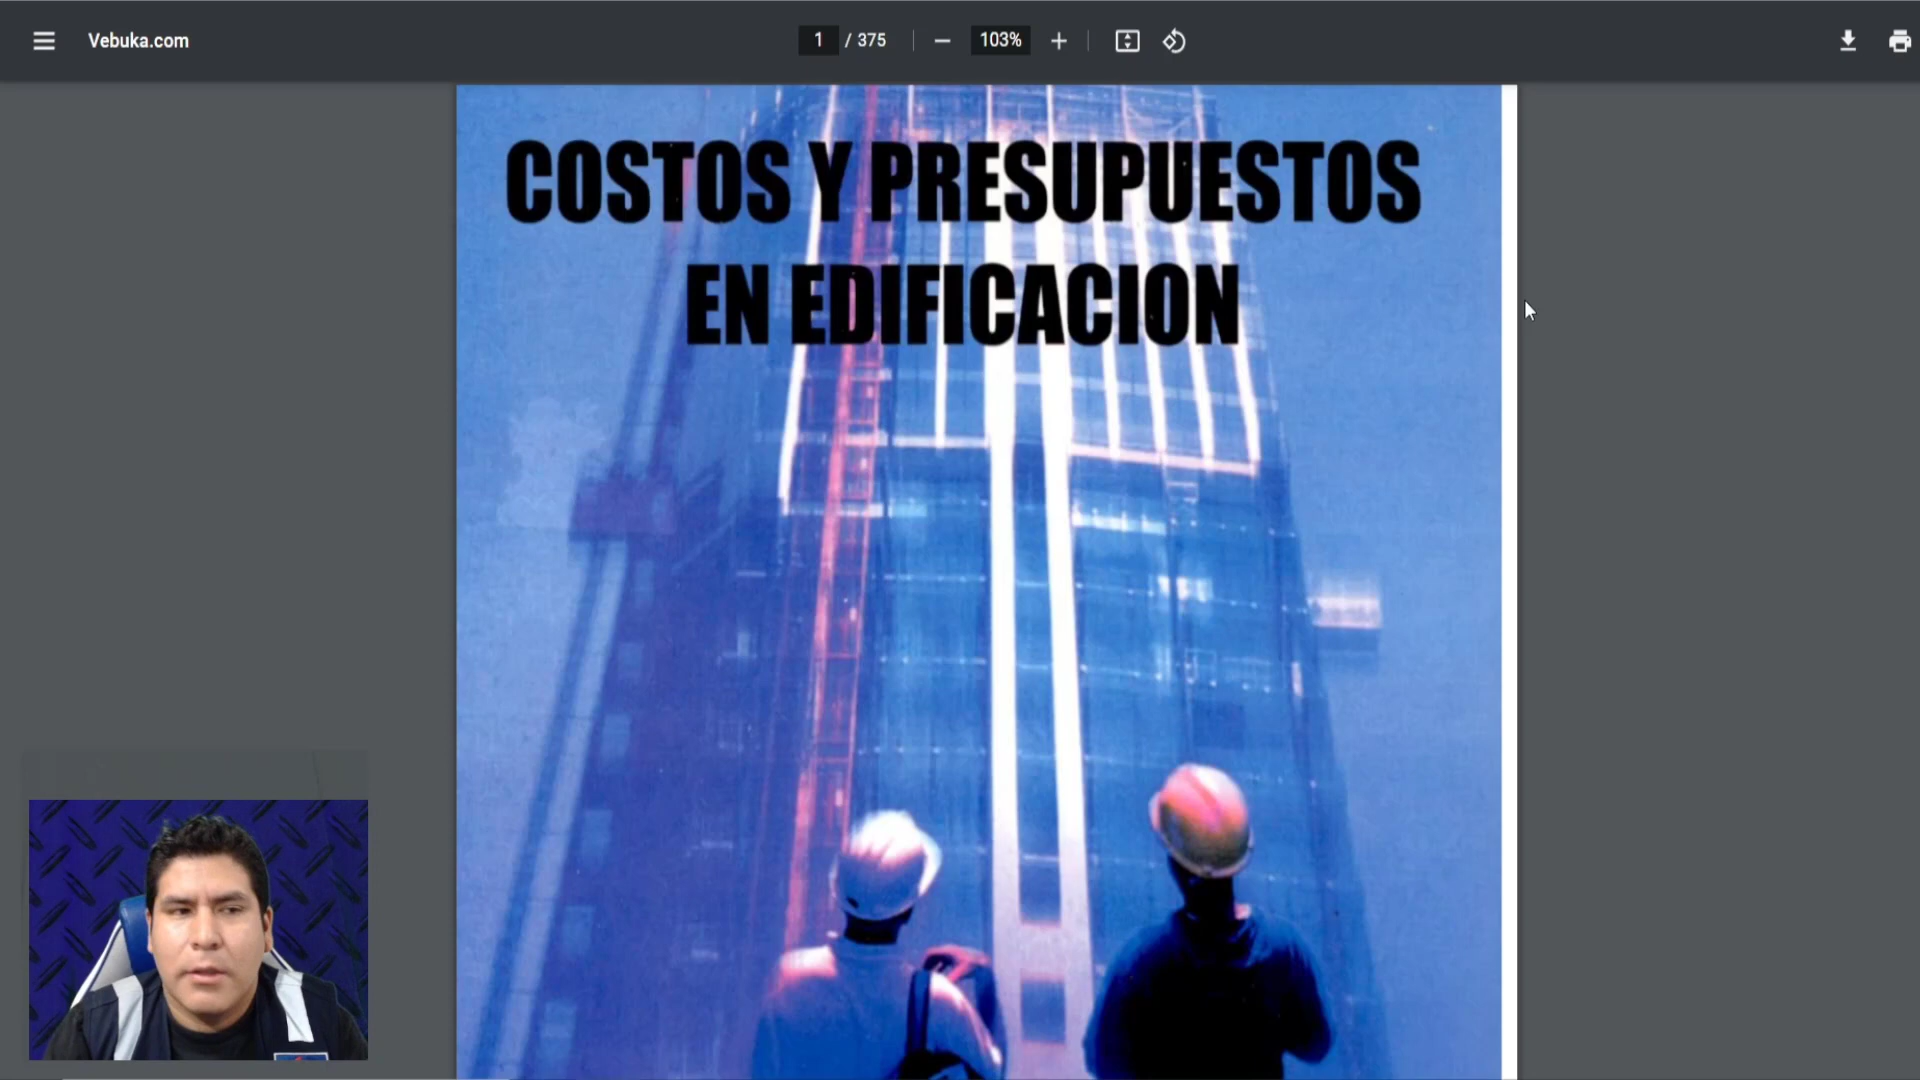 Vebuka.com
1 / 375
103%
COSTOS Y PRESUPUESTOS
EN EDIFICACION